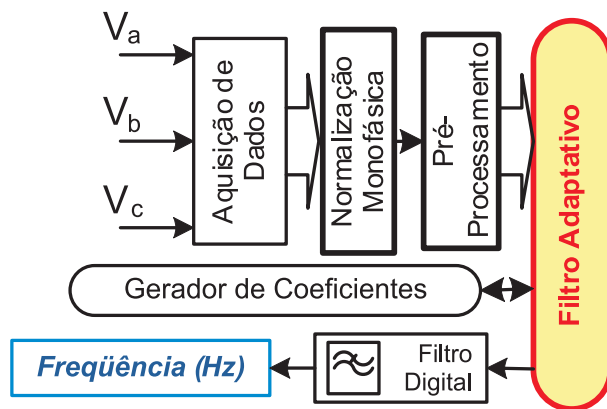 Va
Vb
Vc
Aquisição de
Dados
Normalização
Monofásica
Pré-
Processamento
Filtro Adaptativo
Gerador de Coeficientes
Freqüência (Hz)
Filtro
Digital